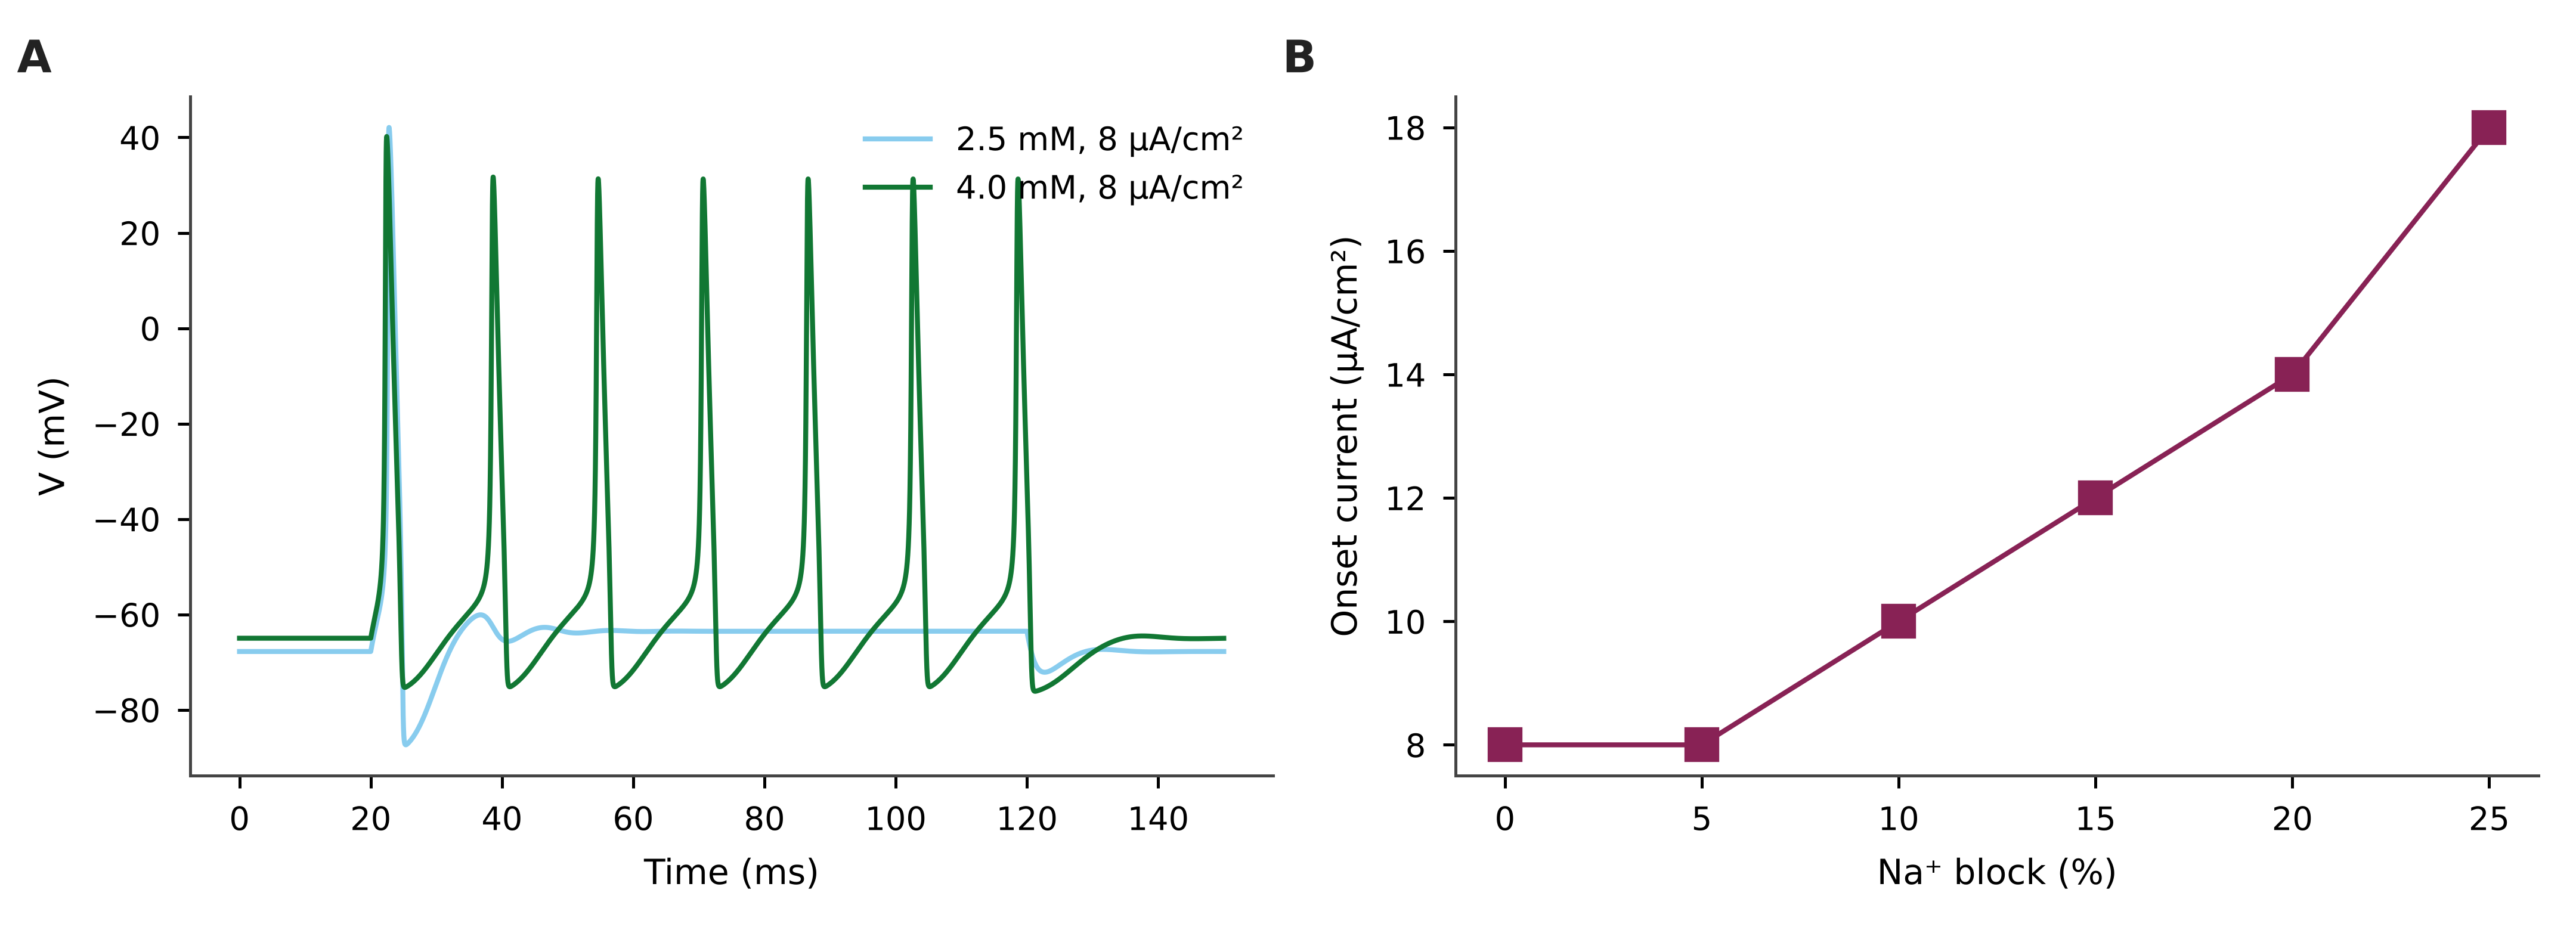 A
40
20
0
−20
−40
−60
−80
V (mV)
0 20 40 60 80 100 120 140
Time (ms)
2.5 mM, 8 µA/cm²
4.0 mM, 8 µA/cm²
B
18
16
14
12
10
8
Onset current (µA/cm²)
0 5 10 15 20 25
Na⁺ block (%)